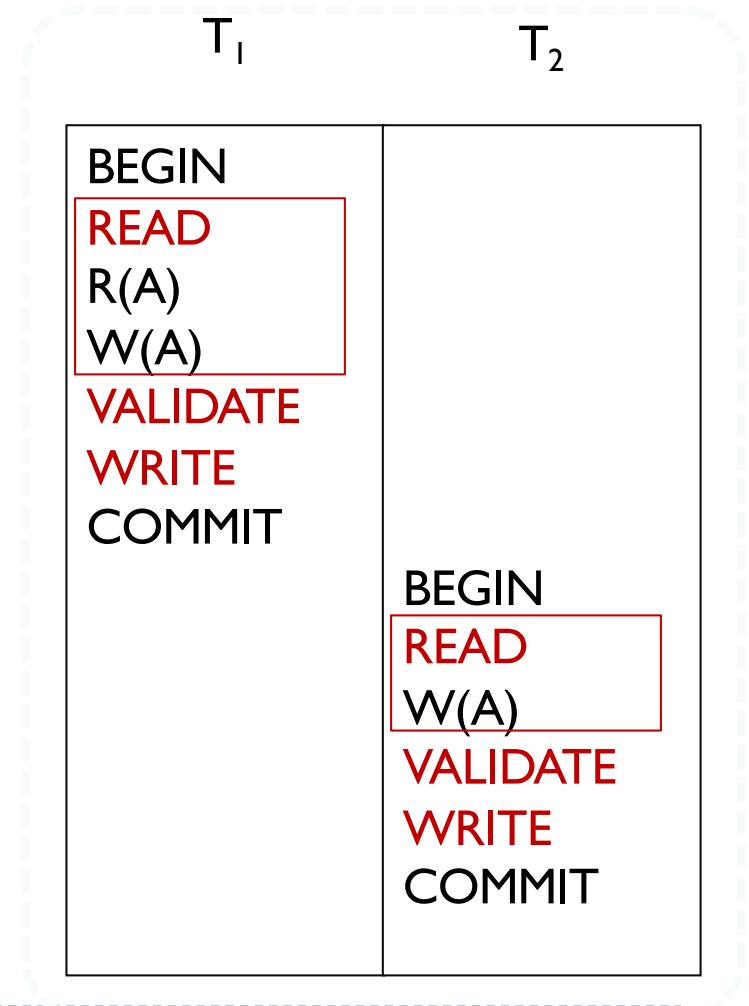 T₁ T₂
BEGIN
READ
R(A)
W(A)
VALIDATE
WRITE
COMMIT
BEGIN
READ
W(A)
VALIDATE
WRITE
COMMIT